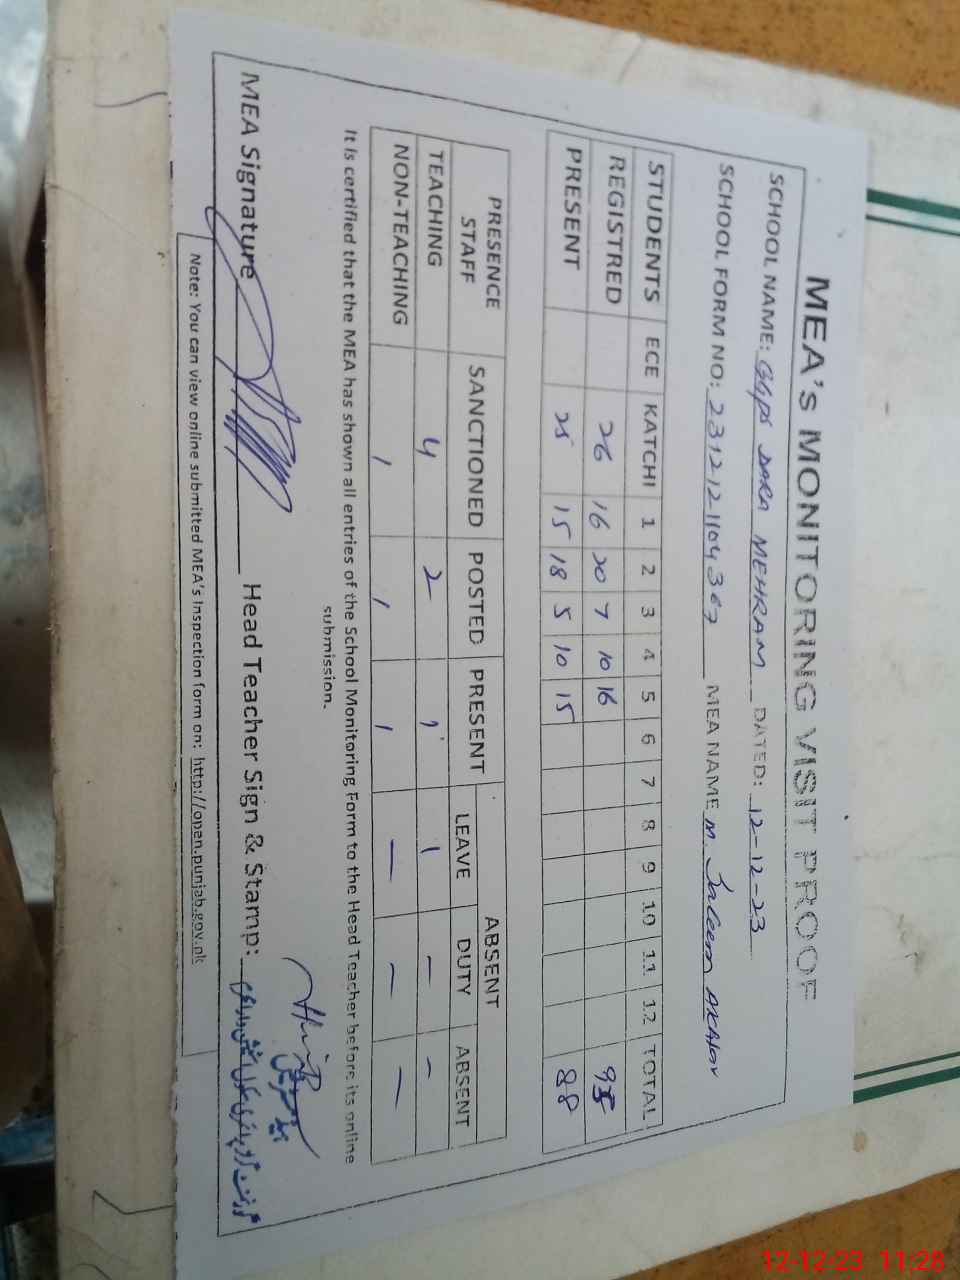 MEA's MONITORING VISIT PROOF
SCHOOL NAME: GGPS DARA MEHRAM DATED: 12-12-23
SCHOOL FORM NO: MEA NAME M. Saleem Akhtar
STUDENTS ECE KATCHI 1 2 3 4 5 6 7 8 9 10 11 12 TOTAL
REGISTRED 26 16 20 7 10 16 95
PRESENT 25 15 18 5 10 15 88
PRESENCE STAFF SANCTIONED POSTED PRESENT ABSENT
LEAVE DUTY ABSENT
TEACHING 4 2 1 1 – –
NON-TEACHING 1 1 1 – – –
It is certified that the MEA has shown all entries of the School Monitoring Form to the Head Teacher before its online
submission.
MEA Signature Head Teacher Sign & Stamp:
Note: You can view online submitted MEA's Inspection form on: http://open.punjab.gov.pk
12-12-23 11:28